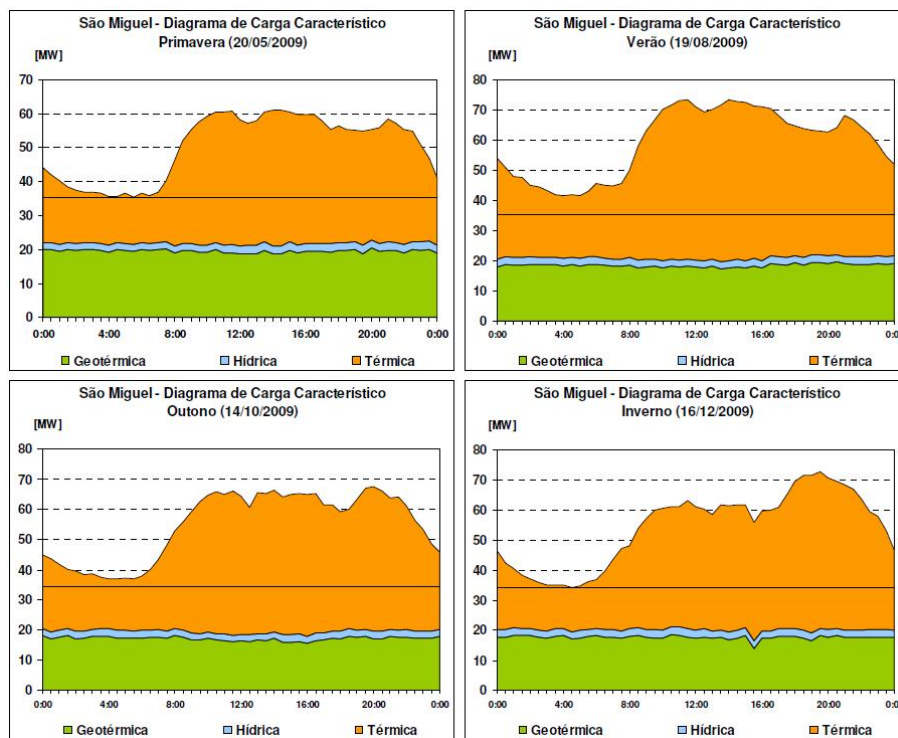 São Miguel - Diagrama de Carga Característico
Primavera (20/05/2009)
[MW]
70
60
50
40
30
20
10
0
0:00 4:00 8:00 12:00 16:00 20:00 0:00
Geotérmica Hídrica Térmica
São Miguel - Diagrama de Carga Característico
Verão (19/08/2009)
[MW]
80
70
60
50
40
30
20
10
0
0:00 4:00 8:00 12:00 16:00 20:00 0:00
Geotérmica Hídrica Térmica
São Miguel - Diagrama de Carga Característico
Outono (14/10/2009)
[MW]
80
70
60
50
40
30
20
10
0
0:00 4:00 8:00 12:00 16:00 20:00 0:00
Geotérmica Hídrica Térmica
São Miguel - Diagrama de Carga Característico
Inverno (16/12/2009)
[MW]
80
70
60
50
40
30
20
10
0
0:00 4:00 8:00 12:00 16:00 20:00 0:00
Geotérmica Hídrica Térmica